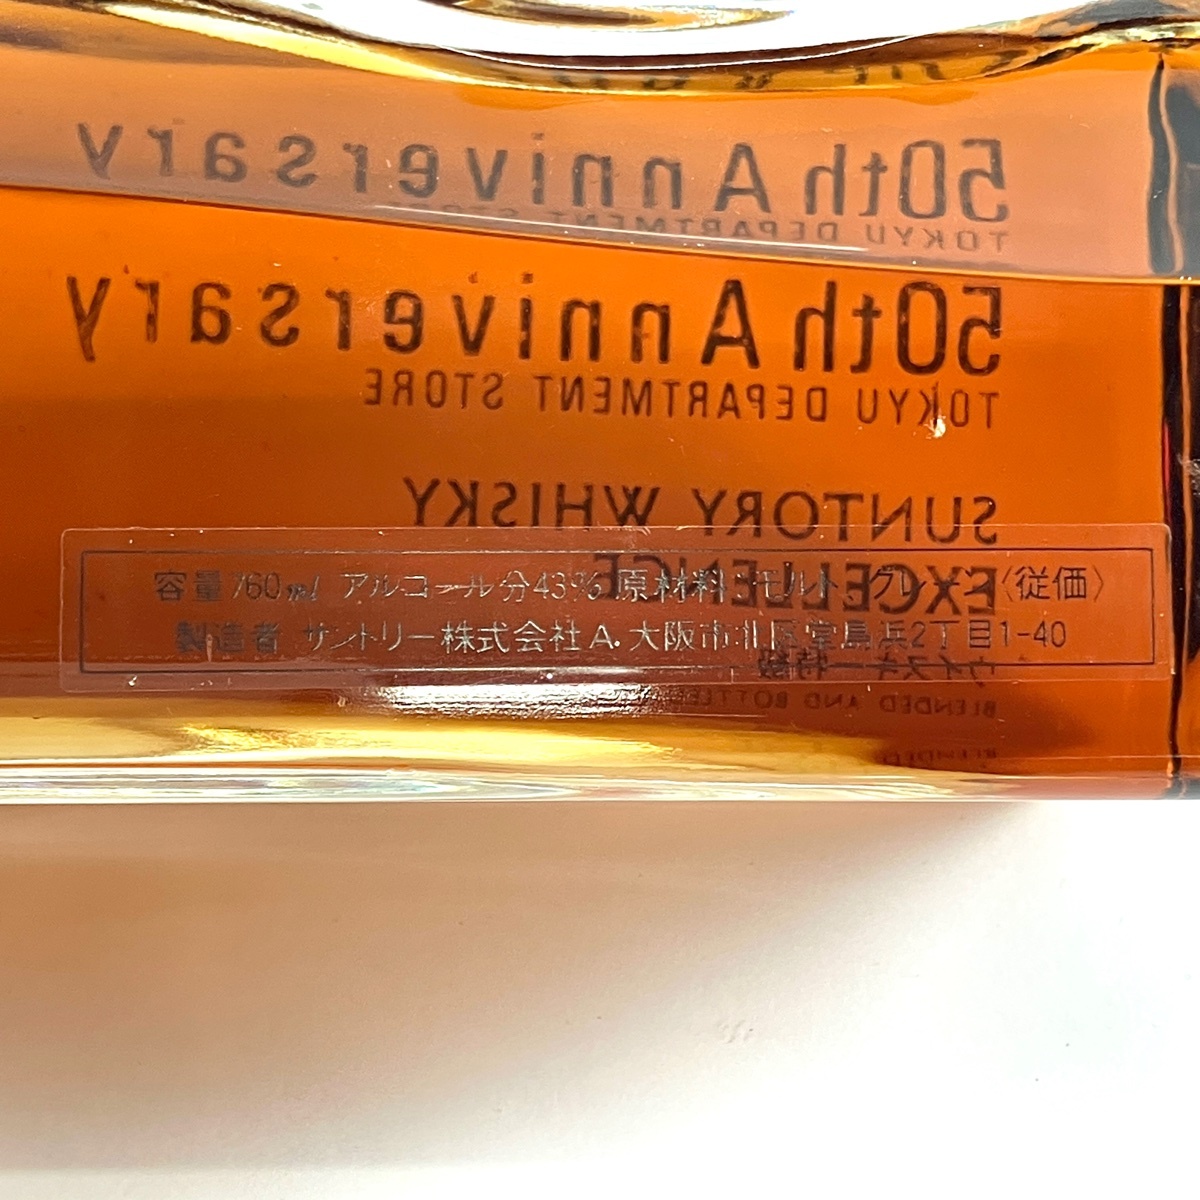 50th Anniversary
TOKYU DEPARTMENT STORE
50th Anniversary
TOKYU DEPARTMENT STORE
SUNTORY WHISKY
EXCELLENCE
容量760ml アルコール分43% 原材料 モルト、グレーン〈従価〉
製造者 サントリー株式会社A.大阪市北区堂島浜2丁目1-40
ウイスキー特級
BLENDED AND BOTTLED
BLENDED